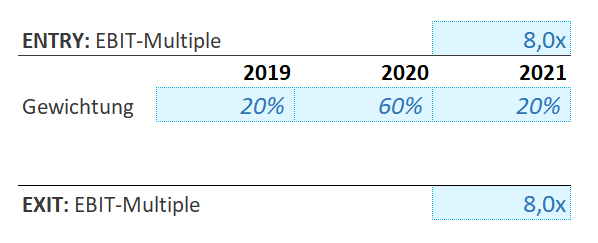 ENTRY: EBIT-Multiple 8,0x
2019 2020 2021
Gewichtung 20% 60% 20%
EXIT: EBIT-Multiple 8,0x